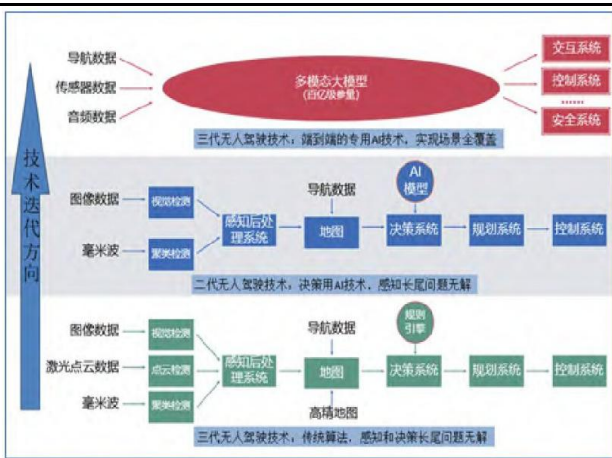 导航数据
传感器数据
音频数据
多模态大模型
(百亿级参量)
交互系统
控制系统
......
安全系统
三代无人驾驶技术：端到端的专用AI技术，实现场景全覆盖
技术迭代方向
图像数据
毫米波
视觉检测
聚类检测
感知后处
理系统
导航数据
地图
AI
模型
决策系统
规划系统
控制系统
二代无人驾驶技术：决策用AI技术，感知长尾问题无解
图像数据
激光点云数据
毫米波
视觉检测
点云检测
聚类检测
感知后处
理系统
导航数据
地图
高精地图
规则
引擎
决策系统
规划系统
控制系统
三代无人驾驶技术：传统算法，感知和决策长尾问题无解